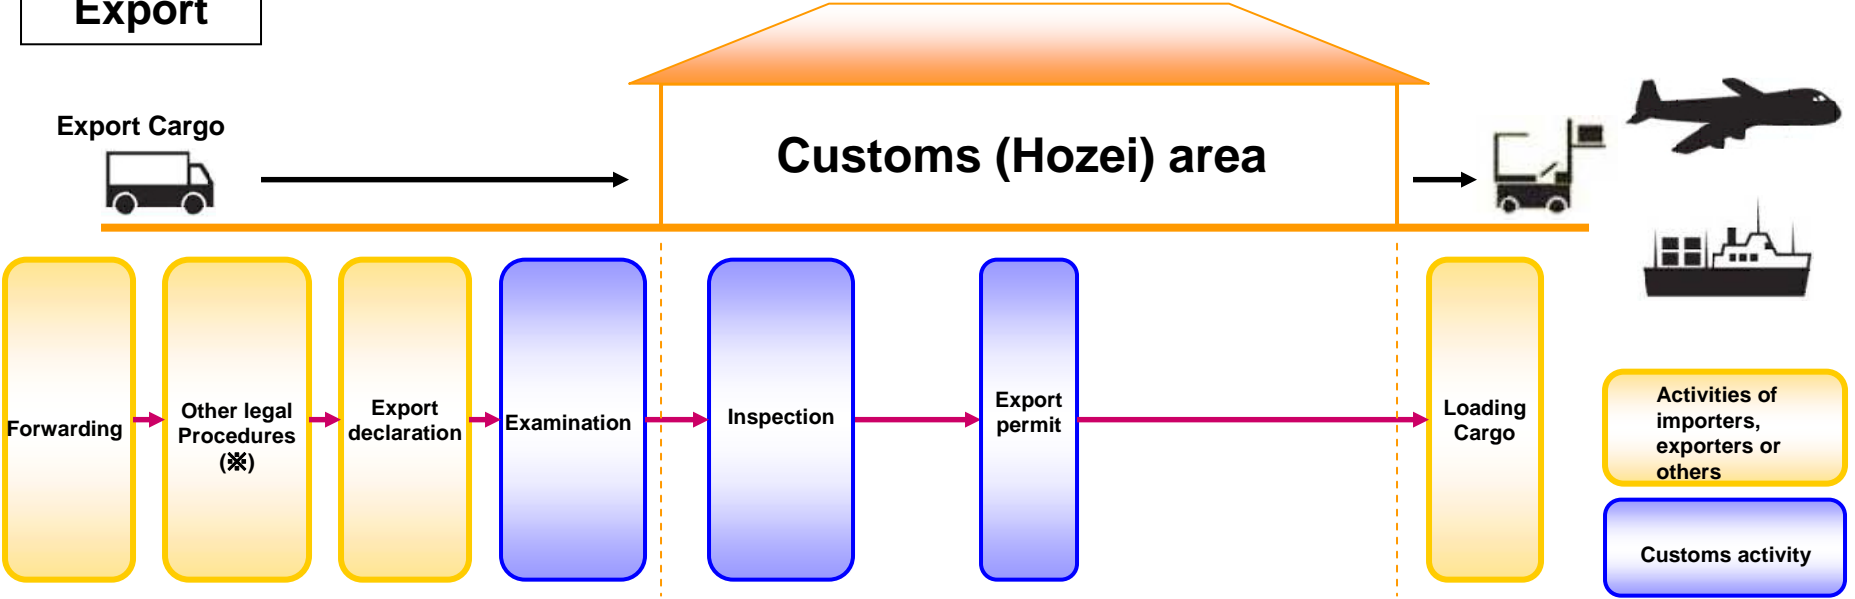 Export
Export Cargo
Customs (Hozei) area
Forwarding
Other legal
Procedures
(※)
Export
declaration
Examination
Inspection
Export
permit
Loading
Cargo
Activities of
importers,
exporters or
others
Customs activity